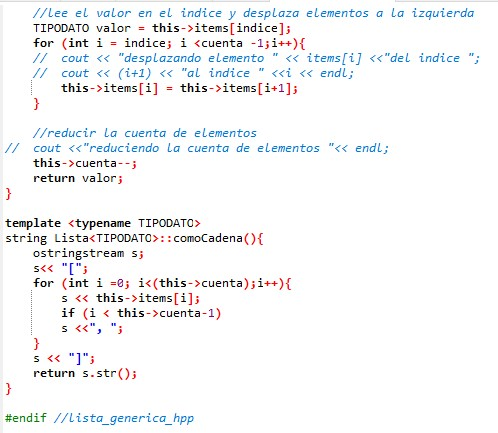 //lee el valor en el indice y desplaza elementos a la izquierda
TIPODATO valor = this->items[indice];
for (int i = indice; i <cuenta -1;i++){
//  cout << "desplazando elemento " << items[i] <<"del indice ";
//  cout << (i+1) << "al indice " <<i << endl;
this->items[i] = this->items[i+1];
}
//reducir la cuenta de elementos
//  cout <<"reduciendo la cuenta de elementos "<< endl;
this->cuenta--;
return valor;
}
template <typename TIPODATO>
string Lista<TIPODATO>::comoCadena(){
ostringstream s;
s<< "[";
for (int i =0; i<(this->cuenta);i++){
s << this->items[i];
if (i < this->cuenta-1)
s <<", ";
}
s << "]";
return s.str();
}
#endif //lista_generica_hpp